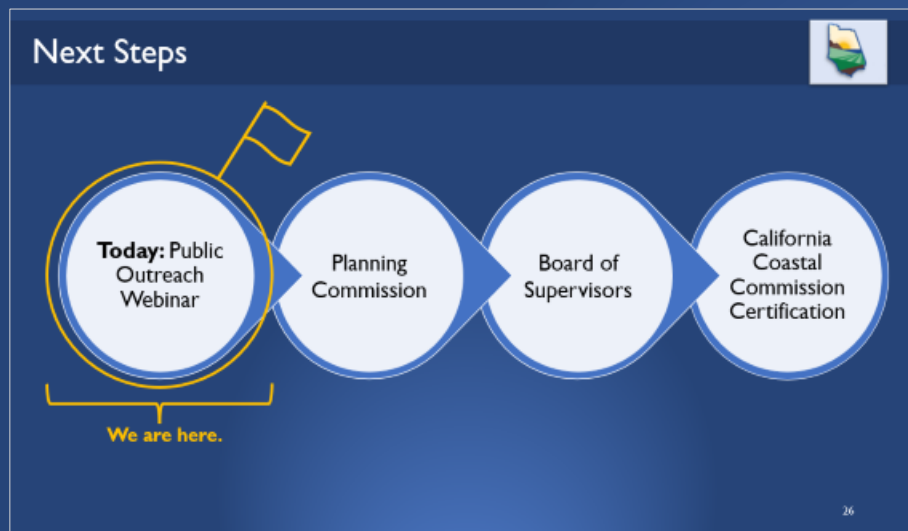 Next Steps
Today: Public
Outreach
Webinar
Planning
Commission
Board of
Supervisors
California
Coastal
Commission
Certification
We are here.
26